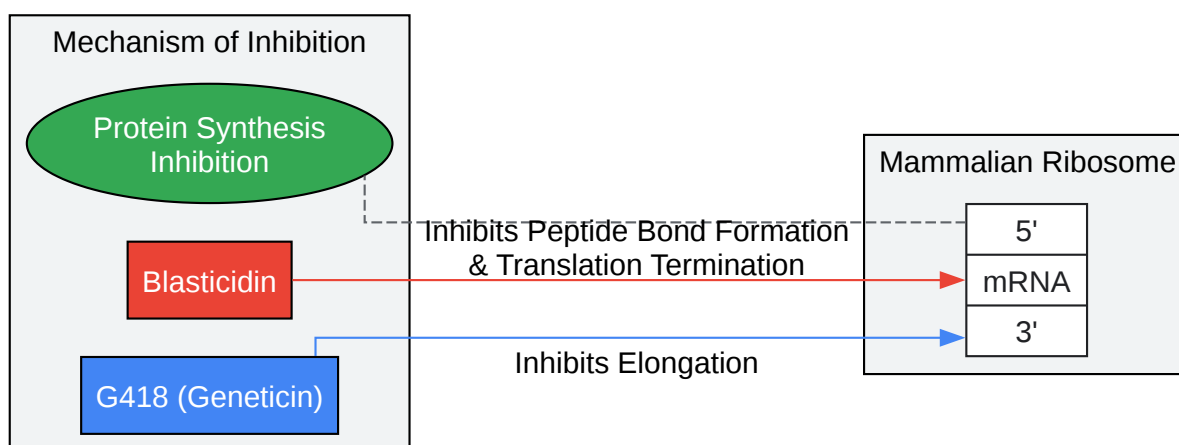 Mechanism of Inhibition
Protein Synthesis
Inhibition
Blasticidin
G418 (Geneticin)
Inhibits Peptide Bond Formation
& Translation Termination
Inhibits Elongation
Mammalian Ribosome
5'
mRNA
3'